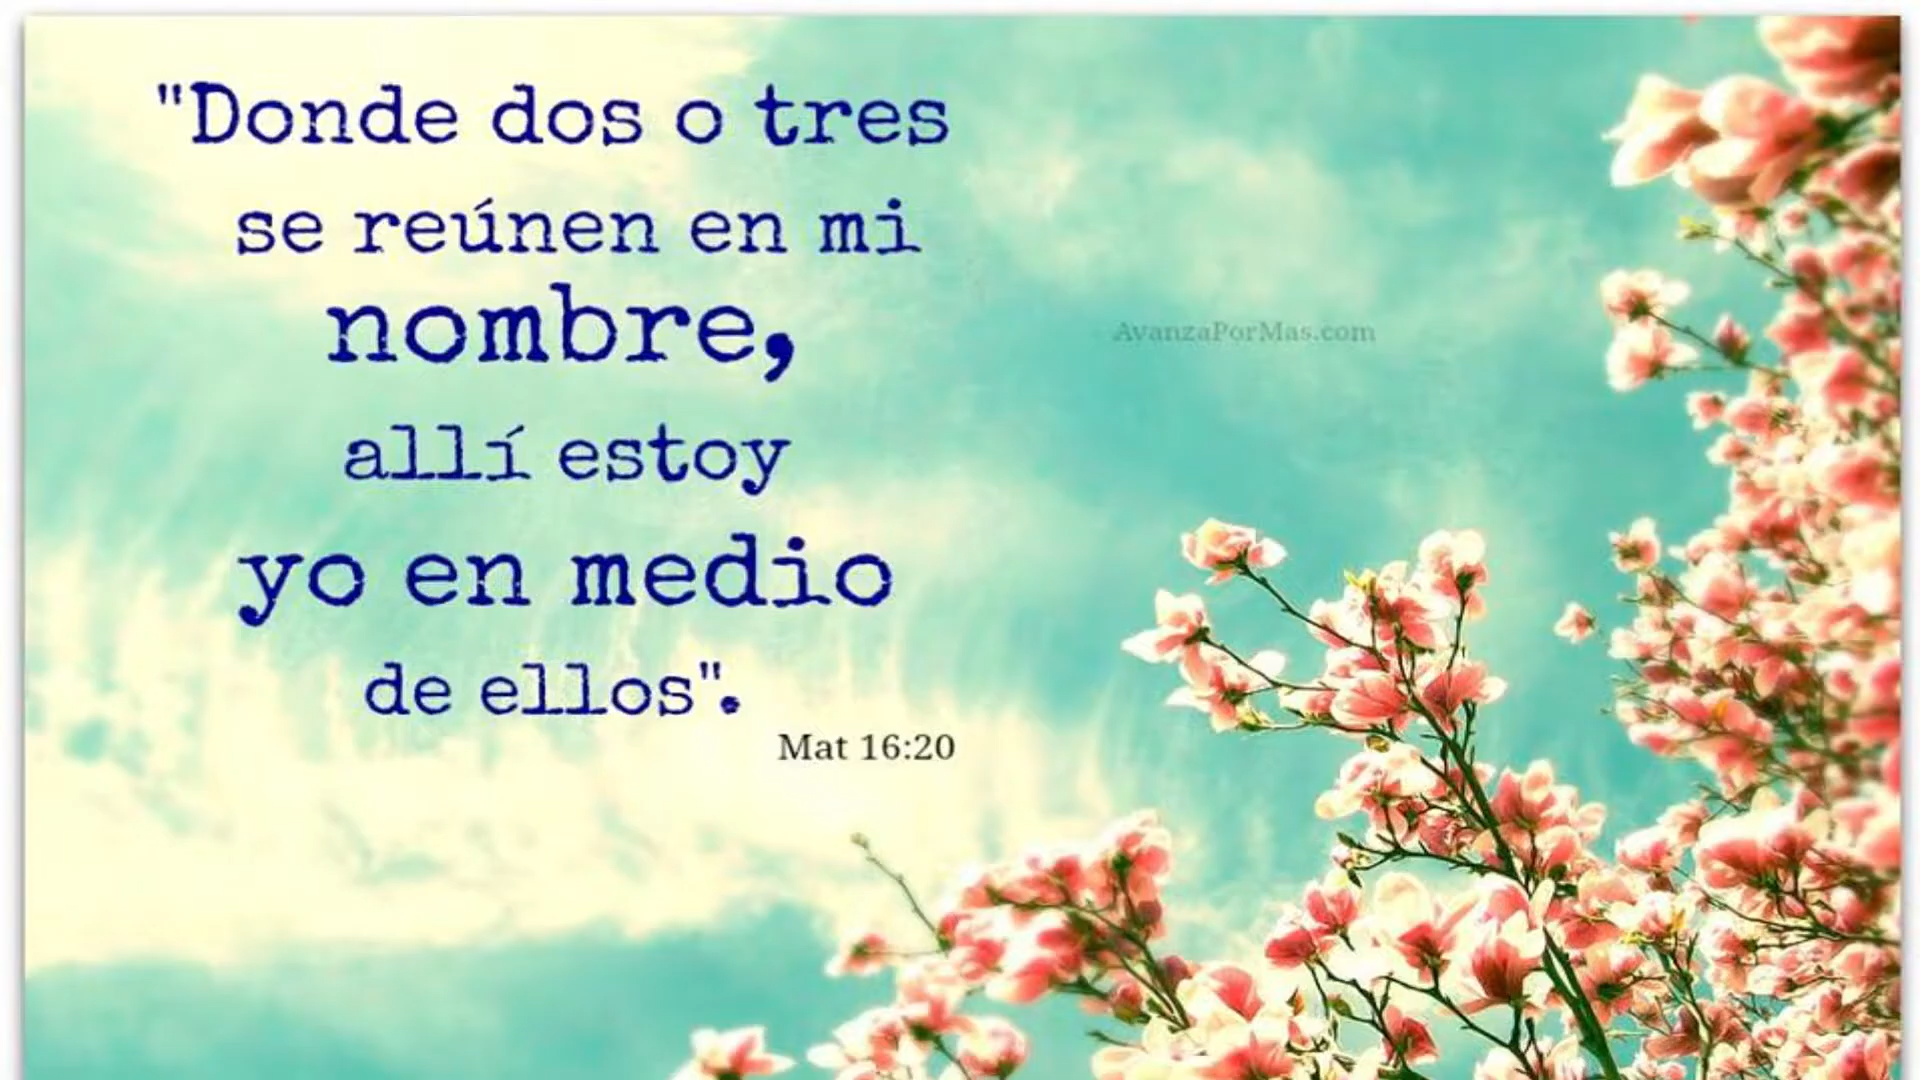 "Donde dos o tres
se reúnen en mi
nombre,
allí estoy
yo en medio
de ellos".
Mat 16:20
AvanzaPorMas.com